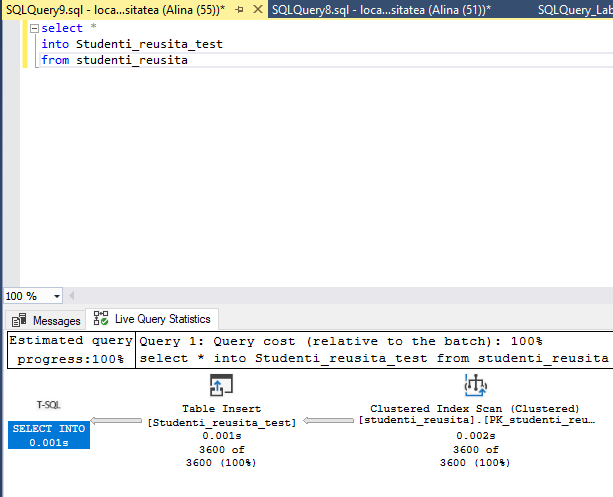 SQLQuery9.sql - loca...sitatea (Alina (55))* SQLQuery8.sql - loca...sitatea (Alina (51))* SQLQuery_Lab
select *
into Studenti_reusita_test
from studenti_reusita
100 %
Messages Live Query Statistics
Estimated query progress:100%
Query 1: Query cost (relative to the batch): 100%
select * into Studenti_reusita_test from studenti_reusita
T-SQL
SELECT INTO
0.001s
Table Insert
[Studenti_reusita_test]
0.001s
3600 of
3600 (100%)
Clustered Index Scan (Clustered)
[studenti_reusita].[PK_studenti_reu...
0.002s
3600 of
3600 (100%)